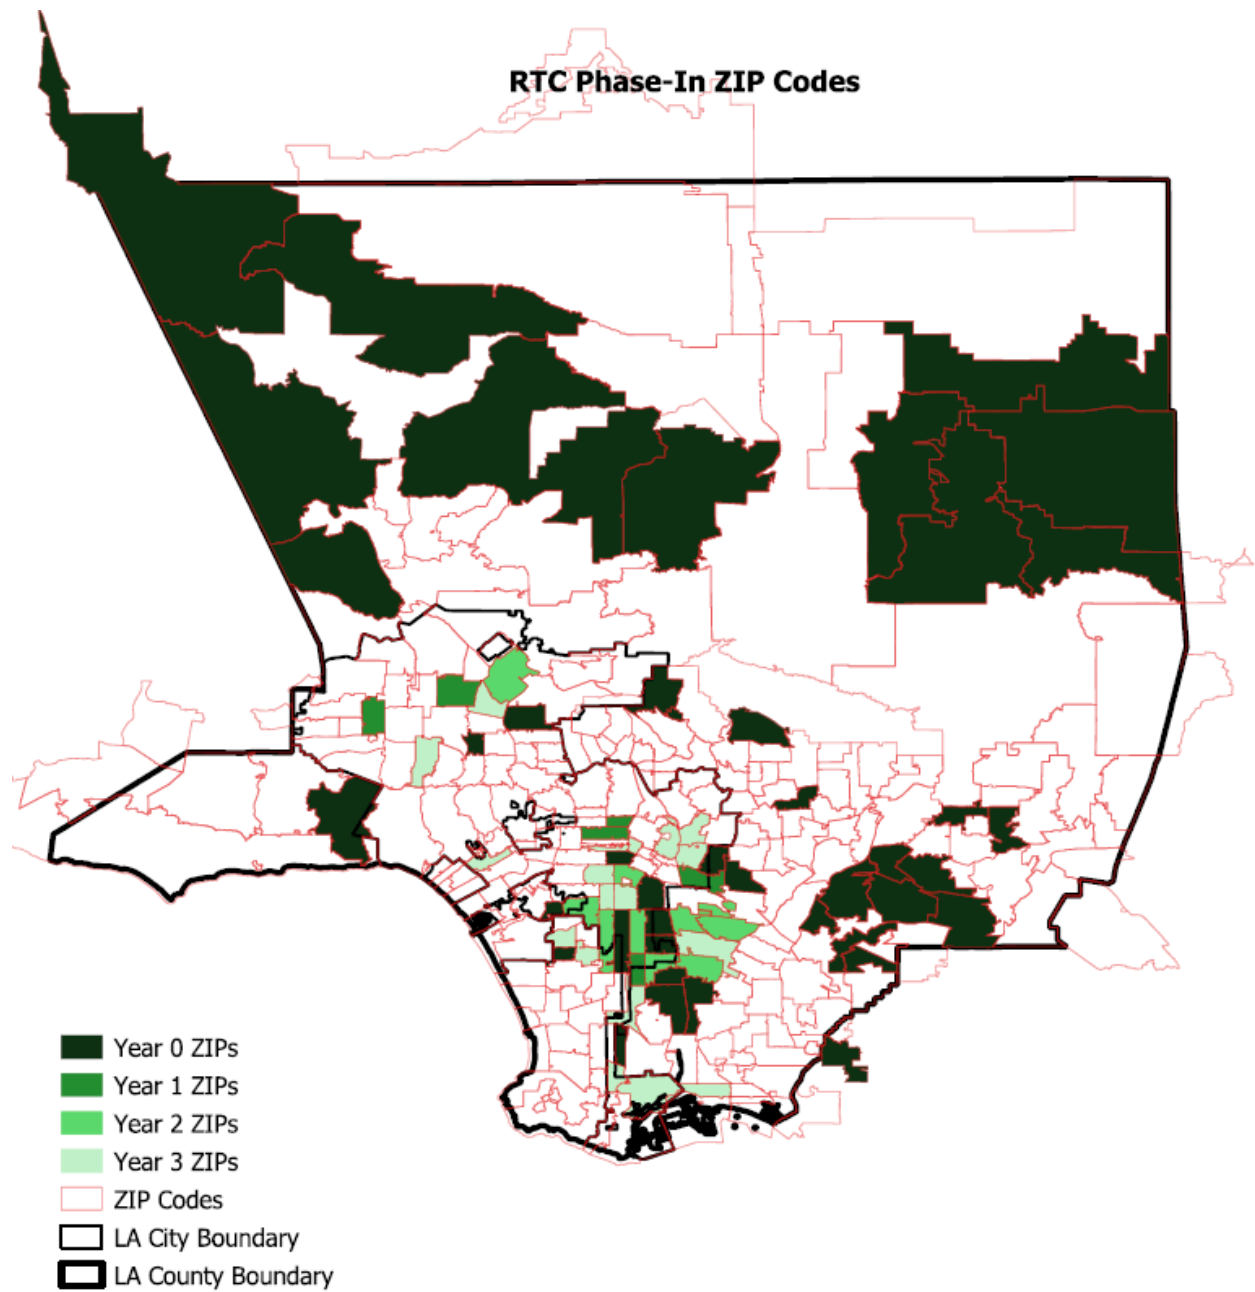 RTC Phase-In ZIP Codes
Year 0 ZIPs
Year 1 ZIPs
Year 2 ZIPs
Year 3 ZIPs
ZIP Codes
LA City Boundary
LA County Boundary